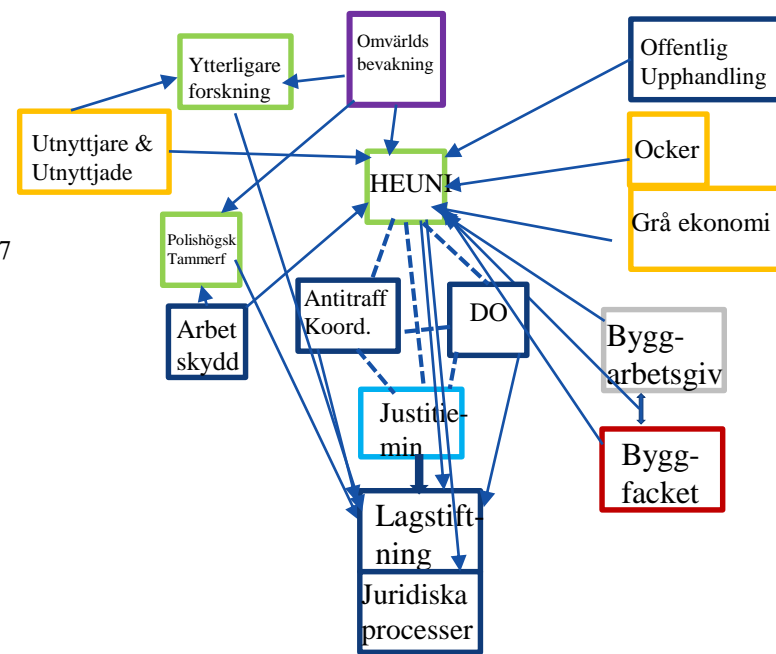 Omvärlds
bevakning
Ytterligare
forskning
Offentlig
Upphandling
Utnyttjare &
Utnyttjade
Ocker
HEUNI
Grå ekonomi
Polishögsk
Tammerf
7
Antitraff
Koord.
DO
Arbet
skydd
Bygg-
arbetsgiv
Justitie-
min
Bygg-
facket
Lagstift-
ning
Juridiska
processer